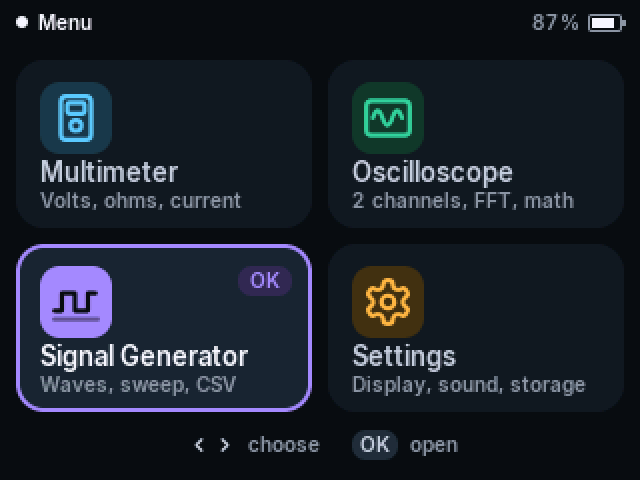 Menu
87%
Multimeter
Volts, ohms, current
Oscilloscope
2 channels, FFT, math
OK
Signal Generator
Waves, sweep, CSV
Settings
Display, sound, storage
< > choose OK open